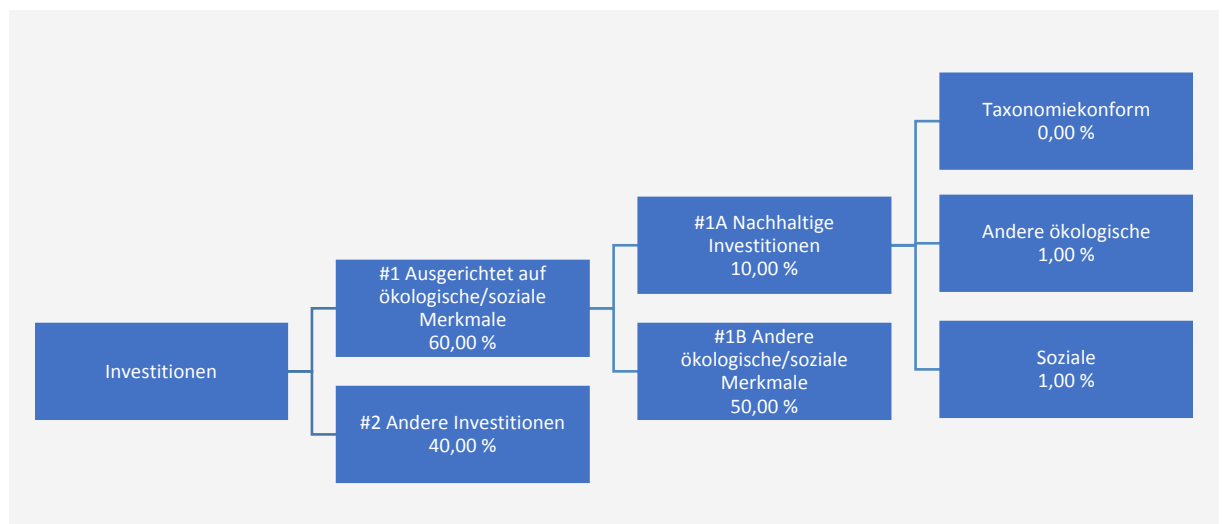 Investitionen
#1 Ausgerichtet auf
ökologische/soziale
Merkmale
60,00 %
#2 Andere Investitionen
40,00 %
#1A Nachhaltige
Investitionen
10,00 %
#1B Andere
ökologische/soziale
Merkmale
50,00 %
Taxonomiekonform
0,00 %
Andere ökologische
1,00 %
Soziale
1,00 %